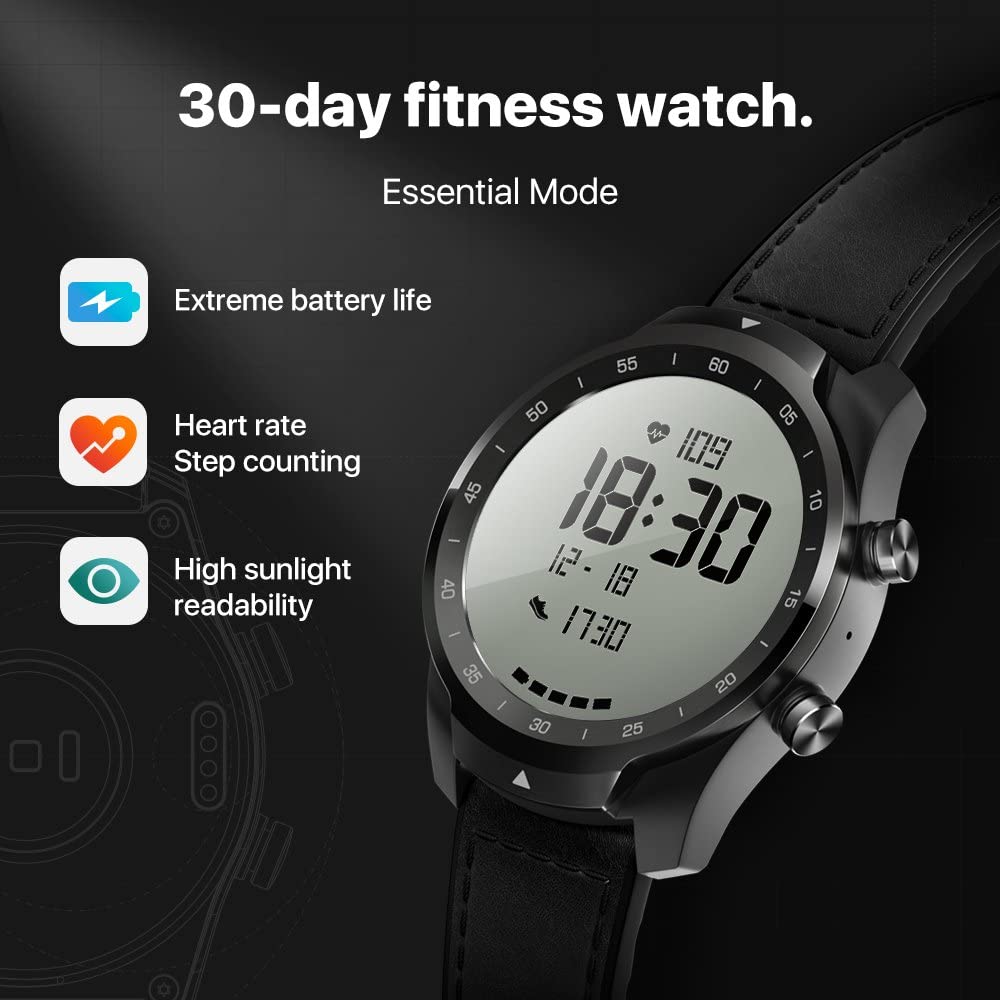 30-day fitness watch.
Essential Mode
Extreme battery life
Heart rate
Step counting
High sunlight
readability
60
05
10
15
20
25
30
35
40
45
50
55
109
18:30
12-18
1730